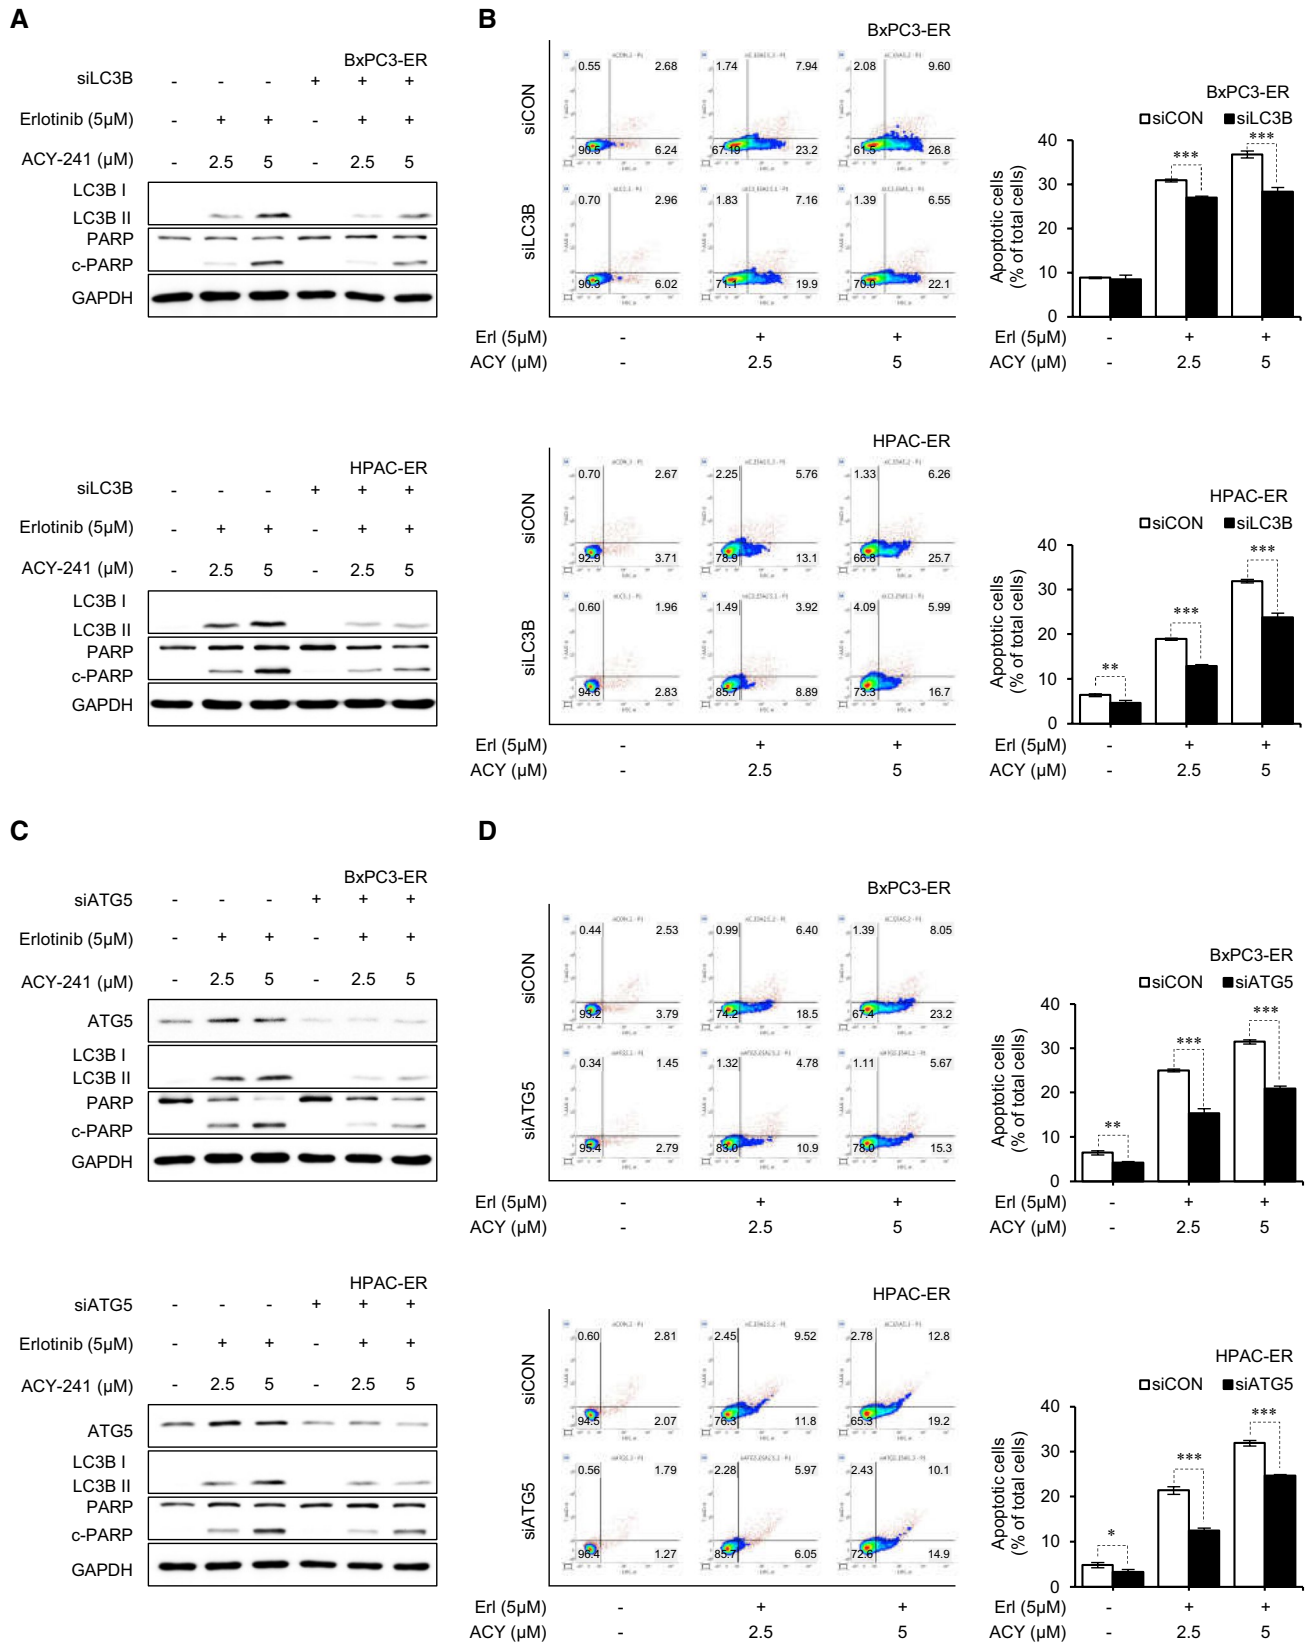 A
BxPC3-ER
siLC3B - - - + + +
Erlotinib (5μM) - + + - + +
ACY-241 (μM) - 2.5 5 - 2.5 5
LC3B I
LC3B II
PARP
c-PARP
GAPDH
HPAC-ER
siLC3B - - - + + +
Erlotinib (5μM) - + + - + +
ACY-241 (μM) - 2.5 5 - 2.5 5
LC3B I
LC3B II
PARP
c-PARP
GAPDH
B
BxPC3-ER
siCON
0.55 2.68 1.74 7.94 2.08 9.60
90.5 6.24 67.19 23.2 61.5 26.8
siLC3B
0.70 2.96 1.83 7.16 1.39 6.55
90.3 6.02 71.1 19.9 70.0 22.1
Erl (5μM) - + +
ACY (μM) - 2.5 5
BxPC3-ER
siCON siLC3B
Apoptotic cells
(% of total cells)
40
30
20
10
0
*** ***
Erl (5μM) - + +
ACY (μM) - 2.5 5
HPAC-ER
siCON
0.70 2.67 2.25 5.76 1.33 6.26
92.9 3.71 78.9 13.1 66.8 25.7
siLC3B
0.60 1.96 1.49 3.92 4.09 5.99
94.6 2.83 85.7 8.89 73.3 16.7
Erl (5μM) - + +
ACY (μM) - 2.5 5
HPAC-ER
siCON siLC3B
Apoptotic cells
(% of total cells)
40
30
20
10
0
** *** ***
Erl (5μM) - + +
ACY (μM) - 2.5 5
C
BxPC3-ER
siATG5 - - - + + +
Erlotinib (5μM) - + + - + +
ACY-241 (μM) - 2.5 5 - 2.5 5
ATG5
LC3B I
LC3B II
PARP
c-PARP
GAPDH
HPAC-ER
siATG5 - - - + + +
Erlotinib (5μM) - + + - + +
ACY-241 (μM) - 2.5 5 - 2.5 5
ATG5
LC3B I
LC3B II
PARP
c-PARP
GAPDH
D
BxPC3-ER
siCON
0.44 2.53 0.99 6.40 1.39 8.05
93.2 3.79 74.2 18.5 67.4 23.2
siATG5
0.34 1.45 1.32 4.78 1.11 5.67
95.4 2.79 83.0 10.9 78.0 15.3
Erl (5μM) - + +
ACY (μM) - 2.5 5
BxPC3-ER
siCON siATG5
Apoptotic cells
(% of total cells)
40
30
20
10
0
** *** ***
Erl (5μM) - + +
ACY (μM) - 2.5 5
HPAC-ER
siCON
0.60 2.81 2.45 9.52 2.78 12.8
94.5 2.07 76.3 11.8 65.3 19.2
siATG5
0.56 1.79 2.28 5.97 2.43 10.1
96.4 1.27 85.7 6.05 72.6 14.9
Erl (5μM) - + +
ACY (μM) - 2.5 5
HPAC-ER
siCON siATG5
Apoptotic cells
(% of total cells)
40
30
20
10
0
* *** ***
Erl (5μM) - + +
ACY (μM) - 2.5 5